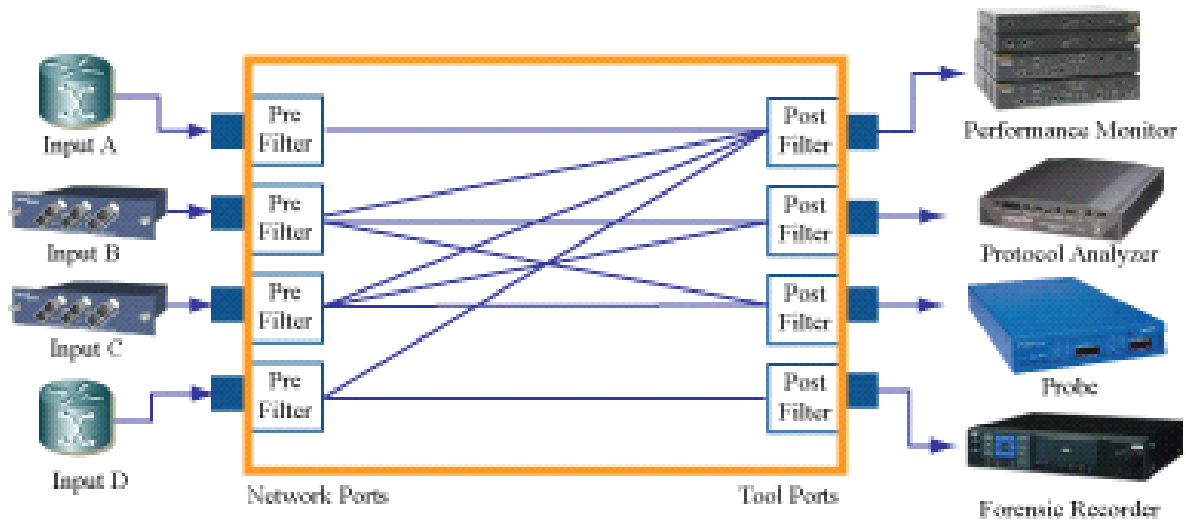 Input A
Input B
Input C
Input D
Pre
Filter
Pre
Filter
Pre
Filter
Pre
Filter
Network Ports
Post
Filter
Post
Filter
Post
Filter
Post
Filter
Tool Ports
Performance Monitor
Protocol Analyzer
Probe
Forensic Recorder